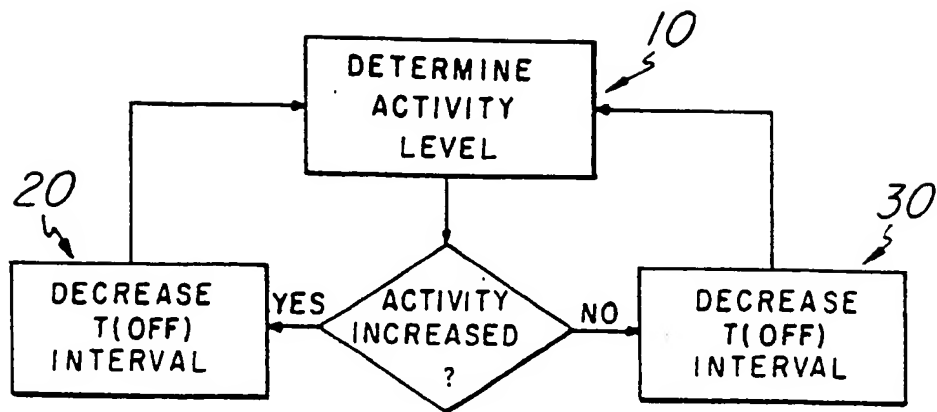 10
DETERMINE
ACTIVITY
LEVEL
20
30
DECREASE
T(OFF)
INTERVAL
YES
ACTIVITY
INCREASED
?
NO
DECREASE
T(OFF)
INTERVAL